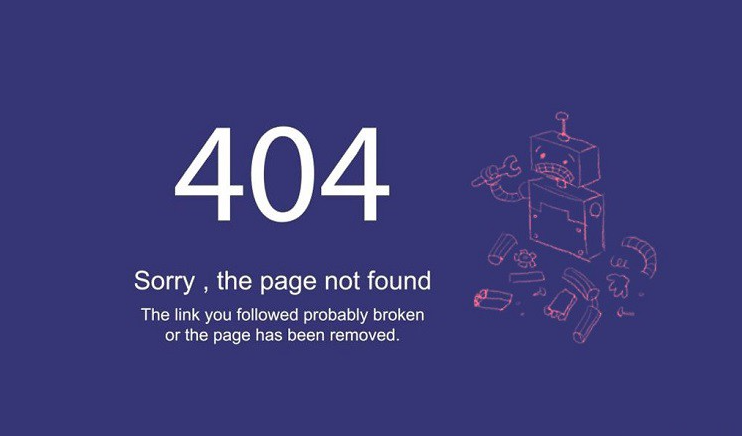 404
Sorry , the page not found
The link you followed probably broken
or the page has been removed.